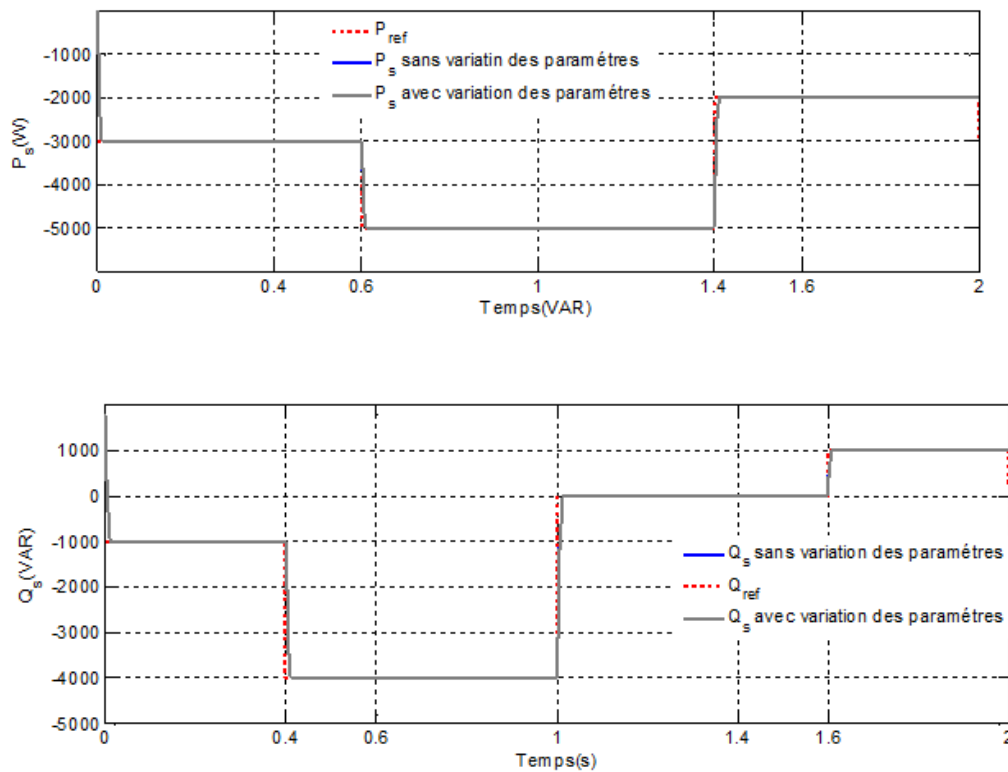 P_ref
P_s sans variatin des paramétres
P_s avec variation des paramétres
-1000
-2000
-3000
-4000
-5000
P_s(W)
0 0.4 0.6 1 1.4 1.6 2
Temps(VAR)
1000
0
-1000
-2000
-3000
-4000
-5000
Q_s(VAR)
Q_s sans variation des paramétres
Q_ref
Q_s avec variation des paramétres
0 0.4 0.6 1 1.4 1.6 2
Temps(s)